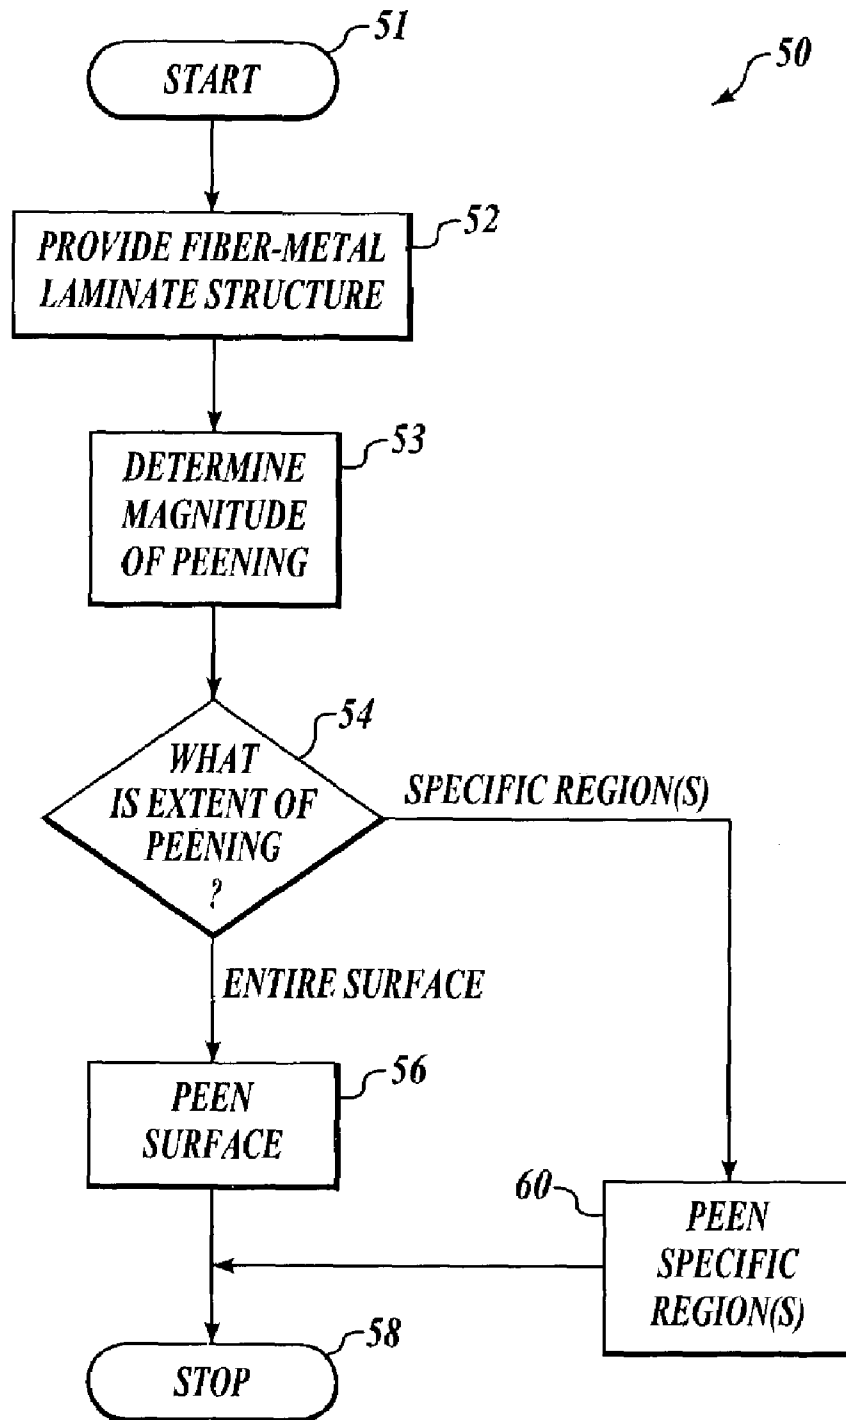 51
START
50
52
PROVIDE FIBER-METAL
LAMINATE STRUCTURE
53
DETERMINE
MAGNITUDE
OF PEENING
54
WHAT
IS EXTENT OF
PEENING
?
SPECIFIC REGION(S)
ENTIRE SURFACE
56
PEEN
SURFACE
60
PEEN
SPECIFIC
REGION(S)
58
STOP